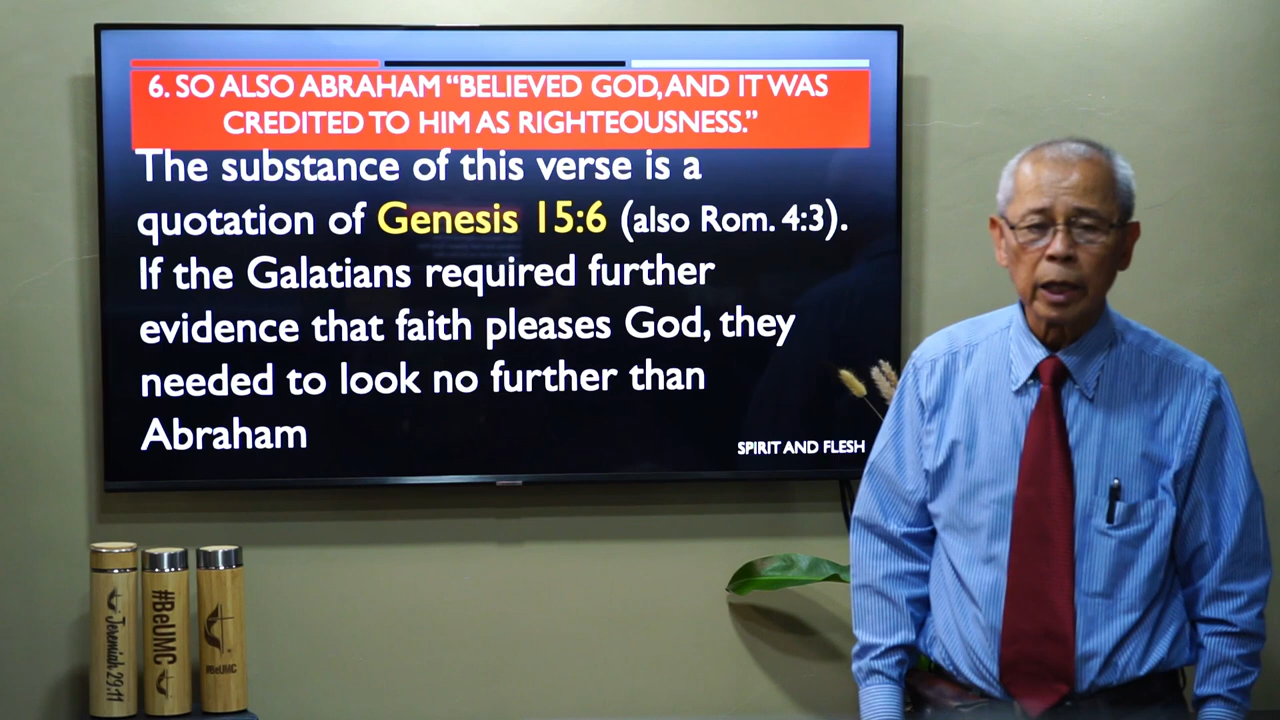 6. SO ALSO ABRAHAM “BELIEVED GOD, AND IT WAS
CREDITED TO HIM AS RIGHTEOUSNESS.”
The substance of this verse is a
quotation of Genesis 15:6 (also Rom. 4:3).
If the Galatians required further
evidence that faith pleases God, they
needed to look no further than
Abraham
SPIRIT AND FLESH
Jeremiah 29:11
#BeUMC
#BeUMC